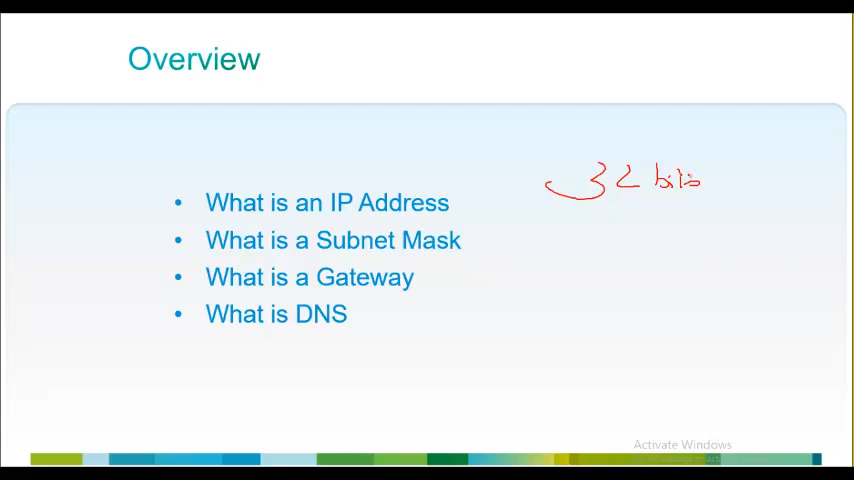 Overview
32 bits
• What is an IP Address
• What is a Subnet Mask
• What is a Gateway
• What is DNS
Activate Windows